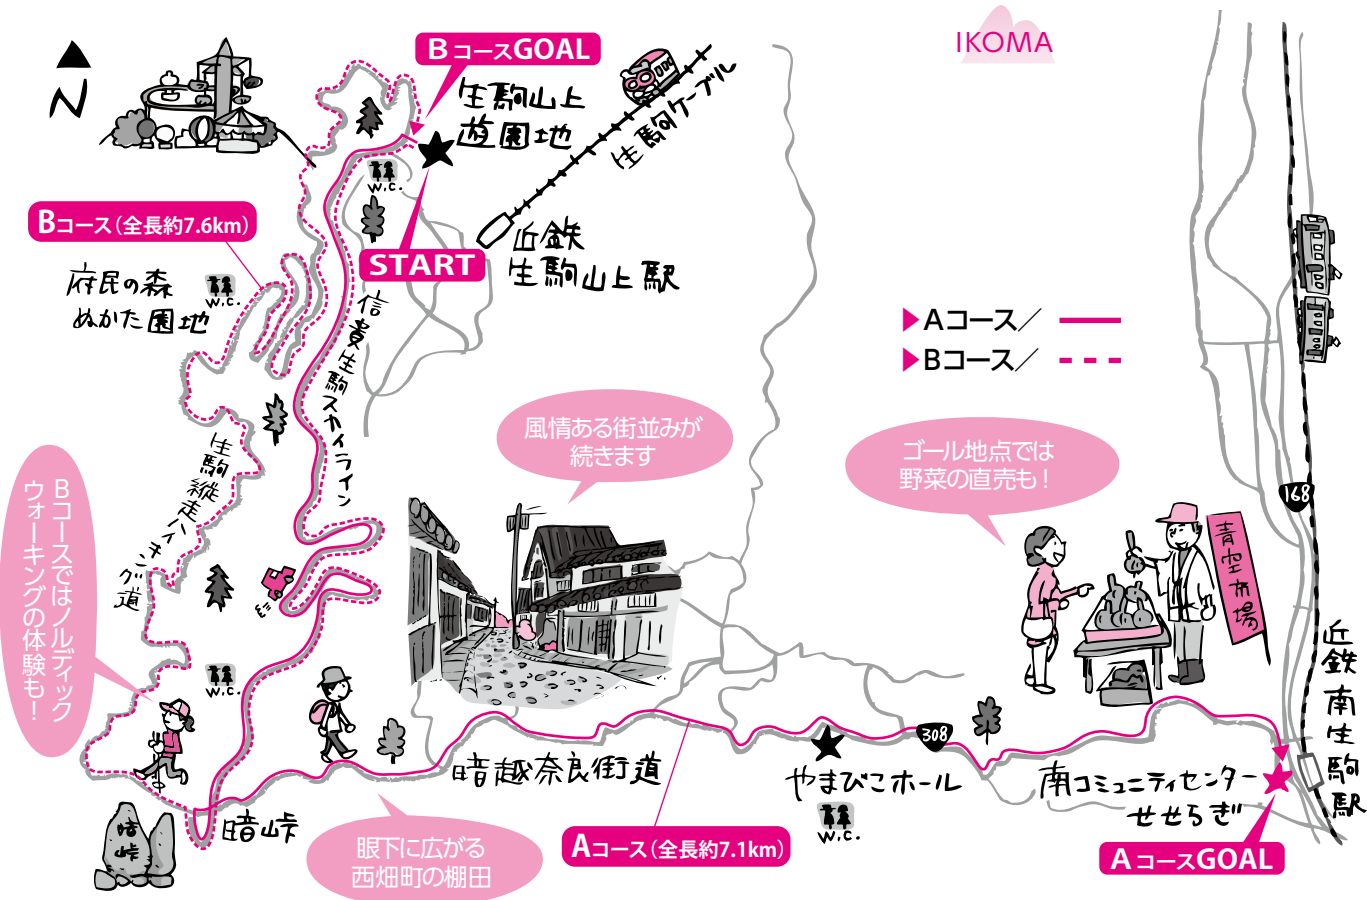 N
BコースGOAL
生駒山上
遊園地
生駒ケーブル
IKOMA
W.C.
Bコース(全長約7.6km)
START
近鉄
生駒山上駅
府民の森
ぬかた園地
W.C.
信貴生駒スカイライン
▶Aコース/
▶Bコース/
風情ある街並みが
続きます
ゴール地点では
野菜の直売も!
生駒縦走ハイキング道
Bコースではノルディック
ウォーキングの体験も!
168
青空市場
W.C.
近鉄南生駒駅
308
暗越奈良街道
やまびこホール
W.C.
南コミュニティセンター
せせらぎ
暗峠
暗峠
眼下に広がる
西畑町の棚田
Aコース(全長約7.1km)
AコースGOAL